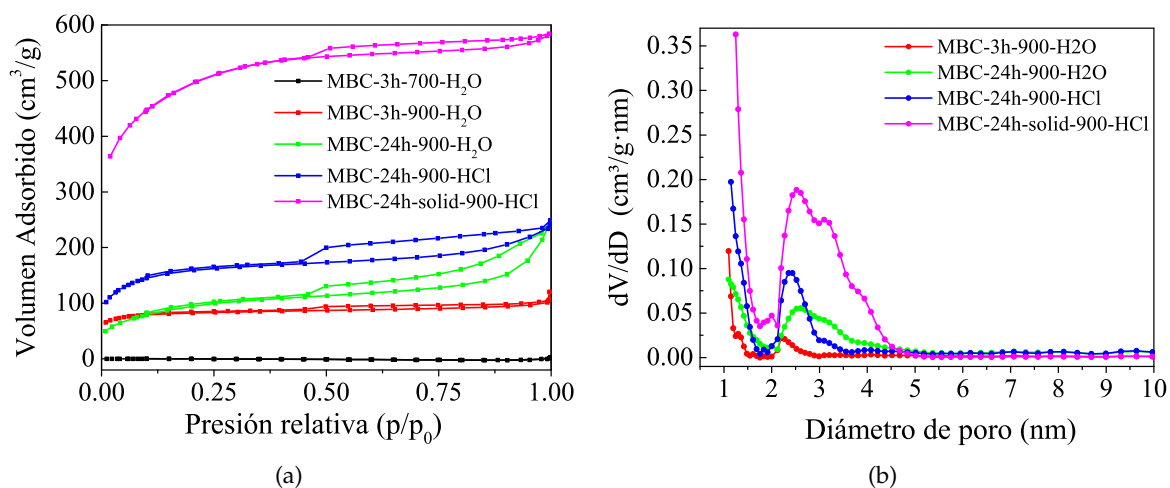 600
500
400
300
200
100
0
Volumen Adsorbido (cm³/g)
MBC-3h-700-H₂O
MBC-3h-900-H₂O
MBC-24h-900-H₂O
MBC-24h-900-HCl
MBC-24h-solid-900-HCl
0.00 0.25 0.50 0.75 1.00
Presión relativa (p/p₀)
(a)
0.35
0.30
0.25
0.20
0.15
0.10
0.05
0.00
dV/dD (cm³/g·nm)
MBC-3h-900-H2O
MBC-24h-900-H2O
MBC-24h-900-HCl
MBC-24h-solid-900-HCl
1 2 3 4 5 6 7 8 9 10
Diámetro de poro (nm)
(b)